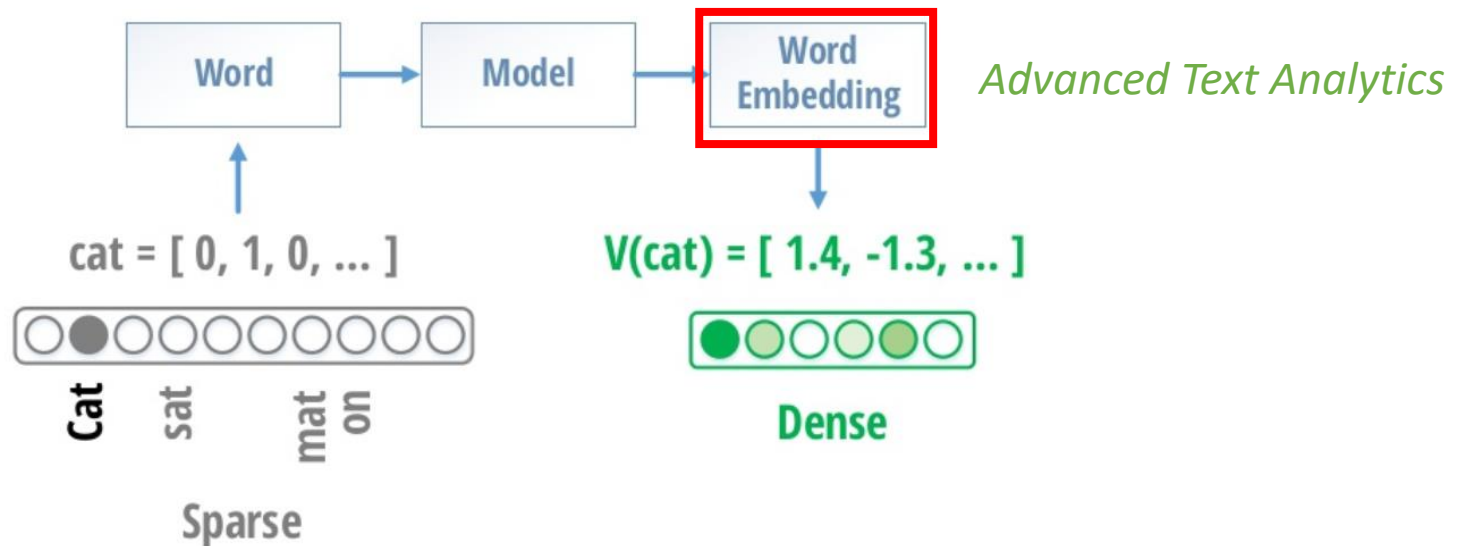 Word
Model
Word
Embedding
Advanced Text Analytics
cat = [ 0, 1, 0, ... ]
V(cat) = [ 1.4, -1.3, ... ]
Cat
sat
mat
on
Dense
Sparse